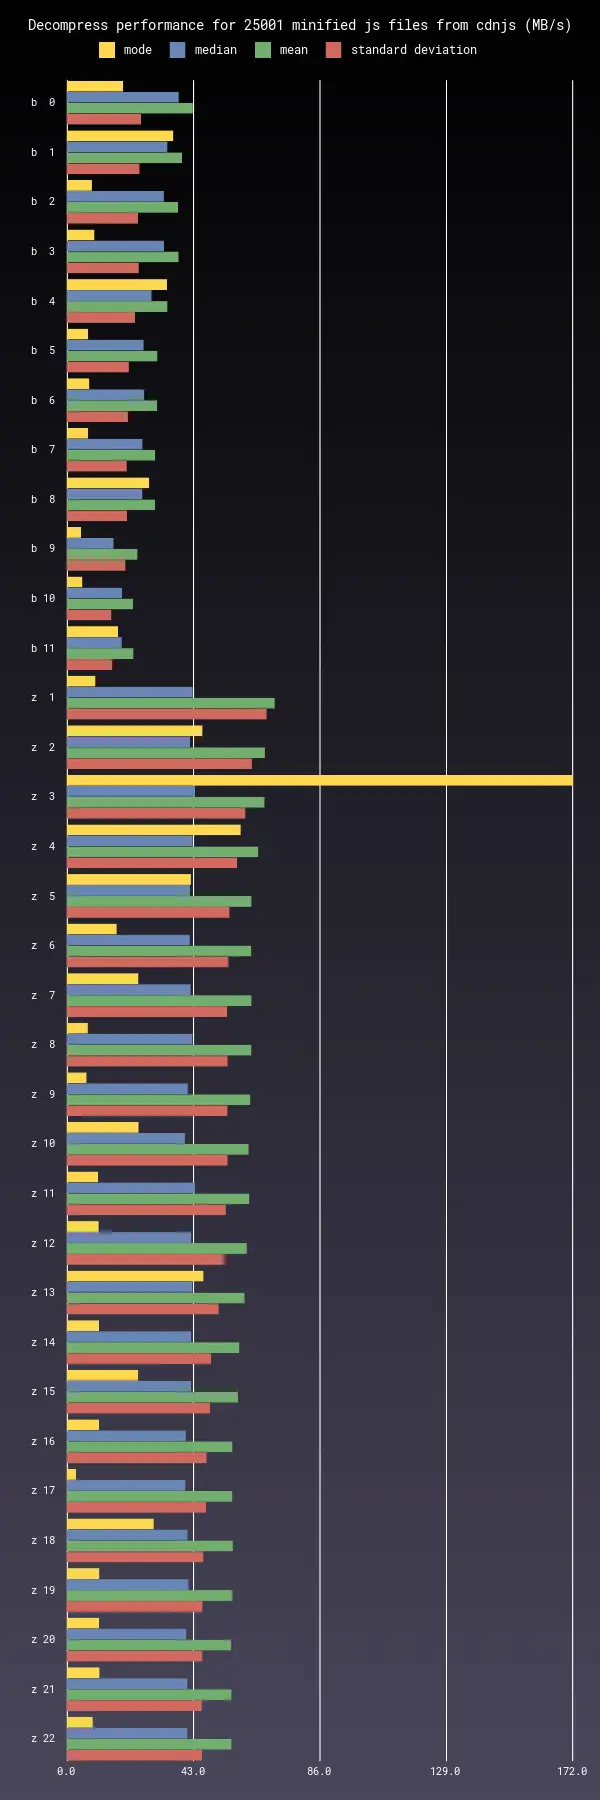 Decompress performance for 25001 minified js files from cdnjs (MB/s)
mode median mean standard deviation
b 0
b 1
b 2
b 3
b 4
b 5
b 6
b 7
b 8
b 9
b 10
b 11
z 1
z 2
z 3
z 4
z 5
z 6
z 7
z 8
z 9
z 10
z 11
z 12
z 13
z 14
z 15
z 16
z 17
z 18
z 19
z 20
z 21
z 22
0.0 43.0 86.0 129.0 172.0